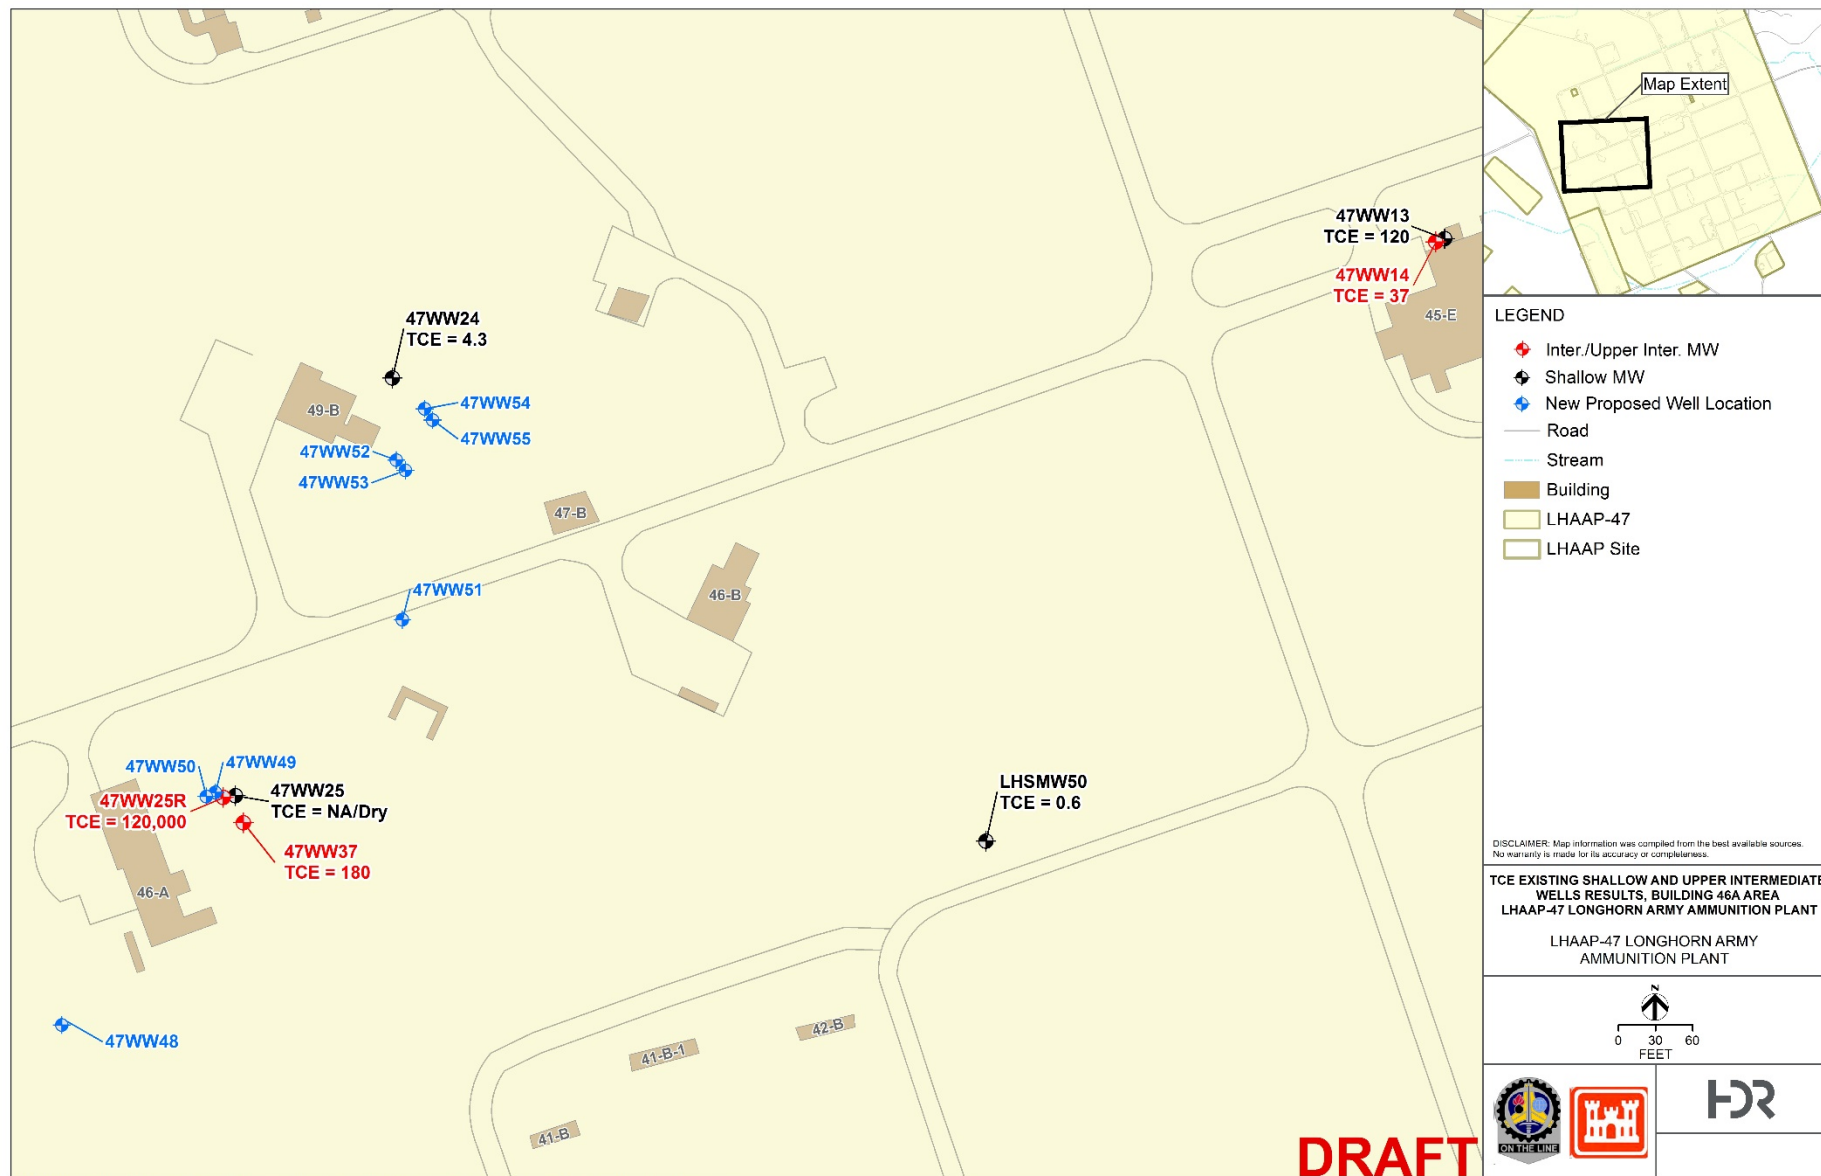 47WW13
TCE = 120
47WW14
TCE = 37
45-E
47WW24
TCE = 4.3
47WW54
47WW55
49-B
47WW52
47WW53
47-B
47WW51
46-B
47WW50
47WW49
47WW25R
TCE = 120,000
47WW25
TCE = NA/Dry
47WW37
TCE = 180
46-A
LHSMW50
TCE = 0.6
47WW48
42-B
41-B-1
41-B
DRAFT
Map Extent
LEGEND
Inter./Upper Inter. MW
Shallow MW
New Proposed Well Location
Road
Stream
Building
LHAAP-47
LHAAP Site
DISCLAIMER: Map information was compiled from the best available sources.
No warranty is made for its accuracy or completeness.
TCE EXISTING SHALLOW AND UPPER INTERMEDIATE
WELLS RESULTS, BUILDING 46A AREA
LHAAP-47 LONGHORN ARMY AMMUNITION PLANT
LHAAP-47 LONGHORN ARMY
AMMUNITION PLANT
N
0 30 60
FEET
ON THE LINE
HDR